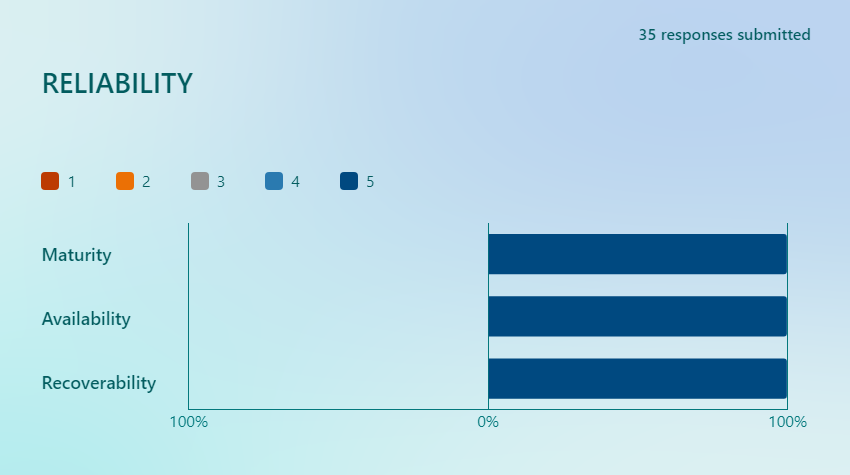 35 responses submitted
RELIABILITY
1 2 3 4 5
Maturity
Availability
Recoverability
100% 0% 100%